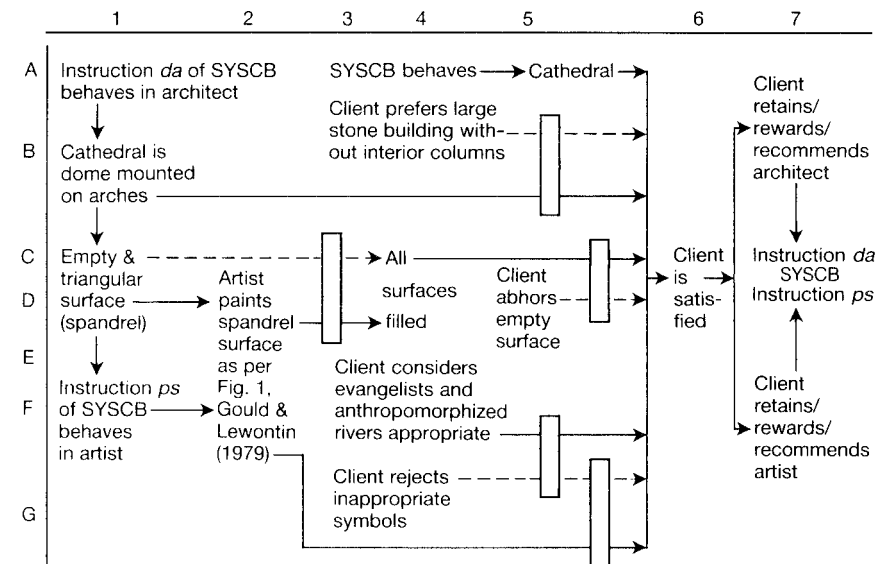 1 2 3 4 5 6 7
A
Instruction da of SYSCB
behaves in architect
SYSCB behaves
Cathedral
Client
retains/
rewards/
recommends
architect
B
Client prefers large
stone building with-
out interior columns
Cathedral is
dome mounted
on arches
C
Empty &
triangular
surface
(spandrel)
All
surfaces
filled
Client
is
satis-
fied
Instruction da
SYSCB
Instruction ps
D
Artist
paints
spandrel
surface
as per
Fig. 1,
Gould &
Lewontin
(1979)
Client
abhors
empty
surface
E
Client considers
evangelists and
anthropomorphized
rivers appropriate
F
Instruction ps
of SYSCB
behaves
in artist
Client
retains/
rewards/
recommends
artist
Client rejects
inappropriate
symbols
G